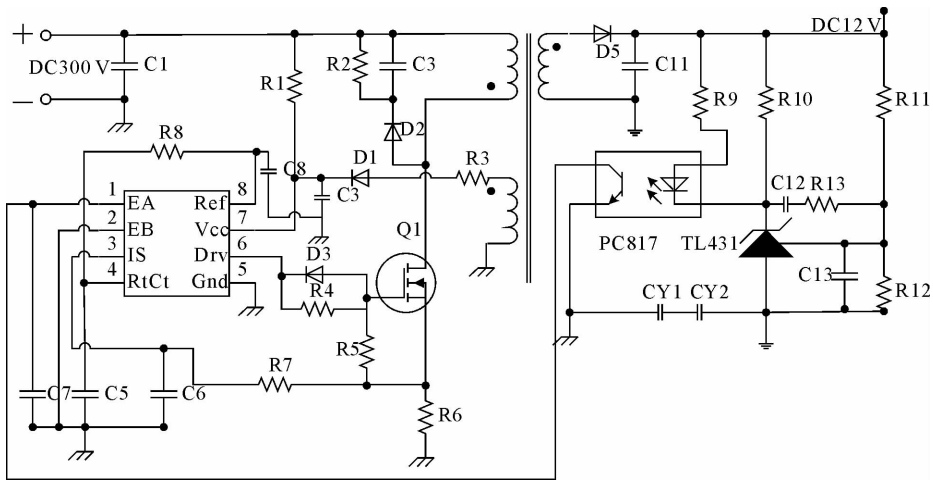 +
DC300 V
−
C1
R1
R2
C3
D2
D5
C11
DC12 V
R9
R10
R11
R8
C8
D1
C3
R3
1 EA
2 EB
3 IS
4 RtCt
Ref 8
Vcc 7
Drv 6
Gnd 5
Q1
D3
R4
R5
PC817
TL431
C12
R13
C13
R12
CY1
CY2
C7
C5
C6
R7
R6